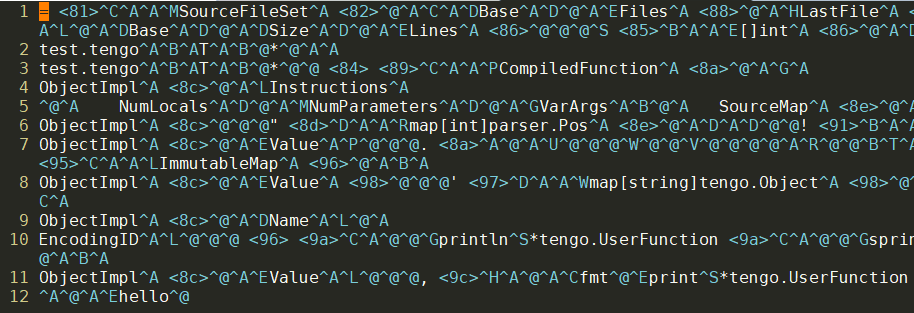 1 = <81>^C^A^A^MSourceFileSet^A <82>^@^A^C^A^DBase^A^D^@^A^EFiles^A <88>^@^A^HLastFile^A <
A^L^@^A^DBase^A^D^@^A^DSize^A^D^@^A^ELines^A <86>^@^@^@^S <85>^B^A^A^E[]int^A <86>^@^A^D
2 test.tengo^A^B^AT^A^B^@*^@^A^A
3 test.tengo^A^B^AT^A^B^@*^@^@ <84> <89>^C^A^A^PCompiledFunction^A <8a>^@^A^G^A
4 ObjectImpl^A <8c>^@^A^LInstructions^A
5 ^@^A    NumLocals^A^D^@^A^MNumParameters^A^D^@^A^GVarArgs^A^B^@^A   SourceMap^A <8e>^@^A
6 ObjectImpl^A <8c>^@^@^@" <8d>^D^A^A^Rmap[int]parser.Pos^A <8e>^@^A^D^A^D^@^@! <91>^B^A^A
7 ObjectImpl^A <8c>^@^A^EValue^A^P^@^@^@. <8a>^A^@^A^U^@^@^@^W^@^@^V^@^@^@^@^A^R^@^@^B^T^A
<95>^C^A^A^LImmutableMap^A <96>^@^A^B^A
8 ObjectImpl^A <8c>^@^A^EValue^A <98>^@^@^@' <97>^D^A^A^Wmap[string]tengo.Object^A <98>^@^
C^A
9 ObjectImpl^A <8c>^@^A^DName^A^L^@^A
10 EncodingID^A^L^@^@^@ <96> <9a>^C^A^@^@^Gprintln^S*tengo.UserFunction <9a>^C^A^@^@^Gsprin
@^A^B^A
11 ObjectImpl^A <8c>^@^A^EValue^A^L^@^@^@, <9c>^H^A^@^A^Cfmt^@^Eprint^S*tengo.UserFunction
12 ^A^@^A^Ehello^@